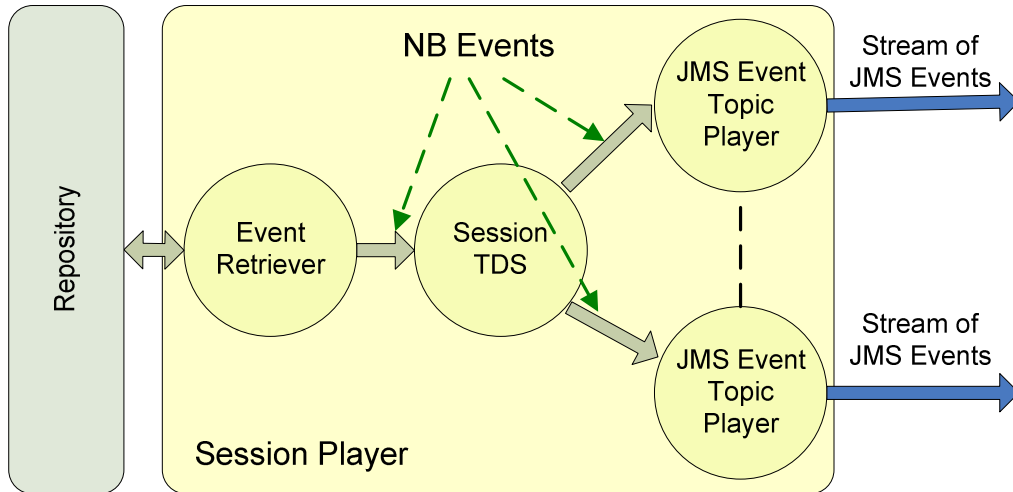 NB Events
JMS Event
Topic
Player
Stream of
JMS Events
Repository
Event
Retriever
Session
TDS
JMS Event
Topic
Player
Stream of
JMS Events
Session Player